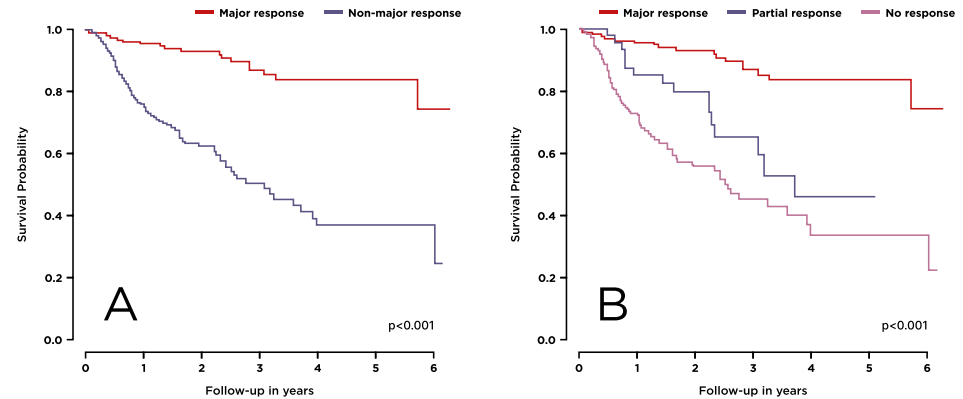 Major response Non-major response
1.0
0.8
0.6
0.4
0.2
0.0
Survival Probability
A
p<0.001
0 1 2 3 4 5 6
Follow-up in years
Major response Partial response No response
1.0
0.8
0.6
0.4
0.2
0.0
Survival Probability
B
p<0.001
0 1 2 3 4 5 6
Follow-up in years